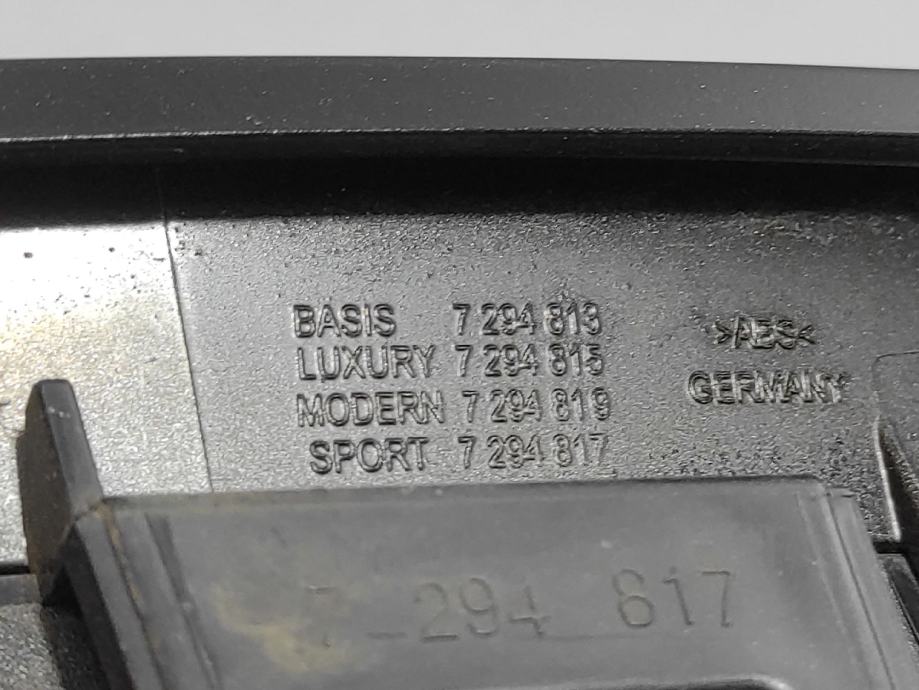 BASIS 7 294 813
LUXURY 7 294 815
MODERN 7 294 819
SPORT 7 294 817
>ABS<
GERMANY
7 294 817